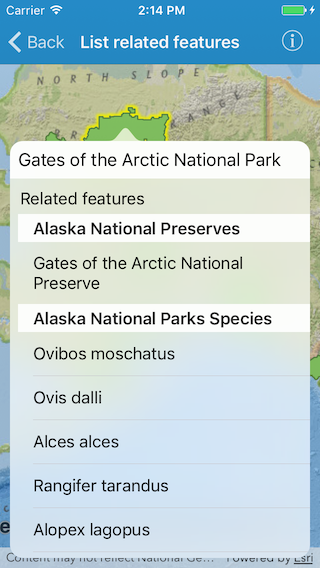 Carrier 2:14 PM
Back List related features
NORTH SLOPE
RANGE
Gates of the Arctic National Park
Related features
Alaska National Preserves
Gates of the Arctic National
Preserve
Alaska National Parks Species
Ovibos moschatus
Ovis dalli
Alces alces
Rangifer tarandus
Alopex lagopus
Content may not reflect National Ge... Powered by Esri